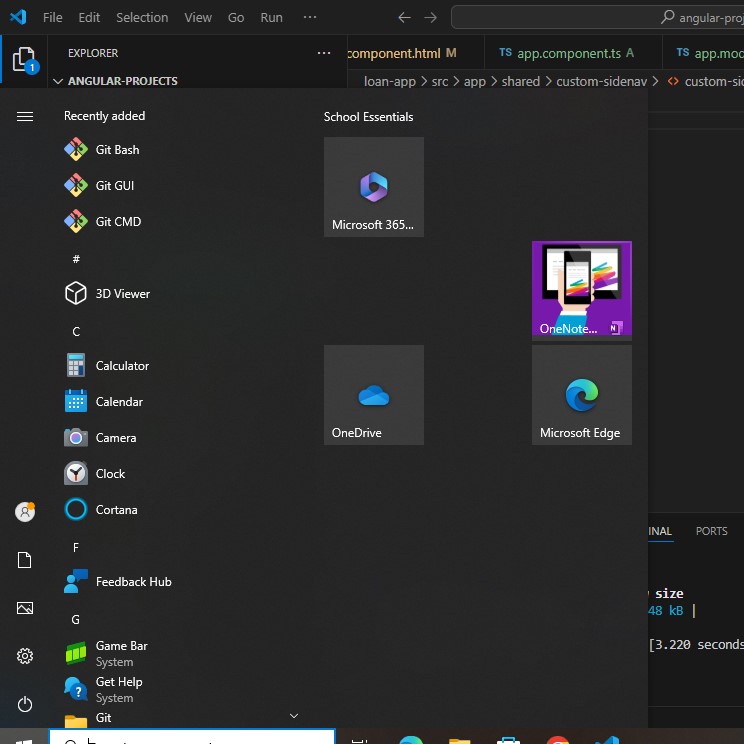 File Edit Selection View Go Run ···
angular-proj
EXPLORER ···
component.html M
TS app.component.ts A
TS app.mod
1
ANGULAR-PROJECTS
loan-app > src > app > shared > custom-sidenav > <> custom-sid
Recently added
School Essentials
Git Bash
Git GUI
Git CMD
Microsoft 365...
#
3D Viewer
OneNote...
C
Calculator
Calendar
OneDrive
Microsoft Edge
Camera
Clock
Cortana
INAL PORTS
F
Feedback Hub
size
48 kB |
G
Game Bar
System
[3.220 seconds
Get Help
System
Git